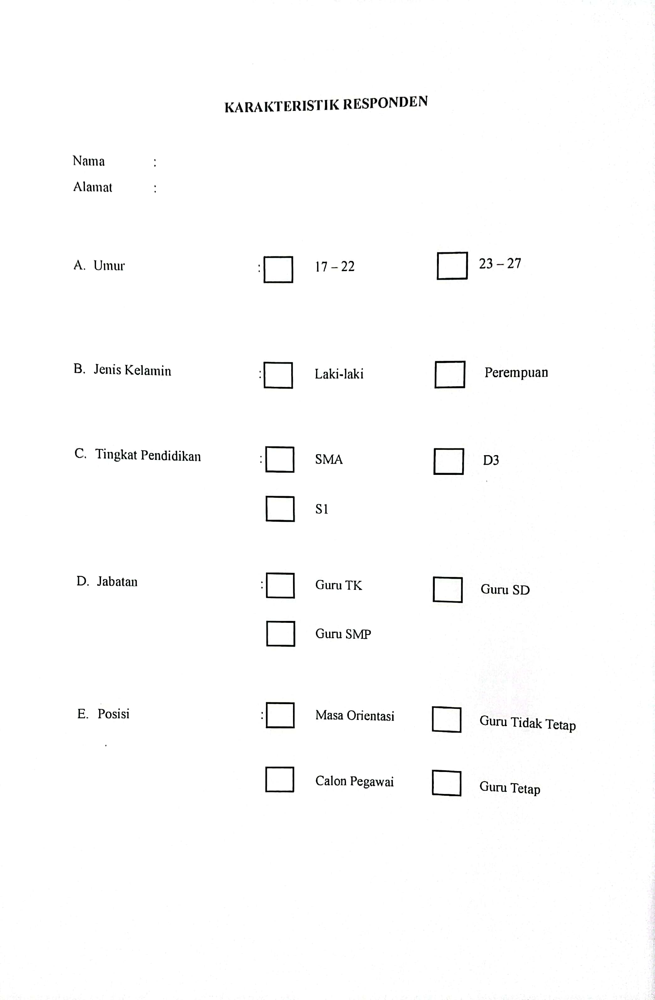 KARAKTERISTIK RESPONDEN
Nama :
Alamat :
A. Umur : 17 – 22 23 – 27
B. Jenis Kelamin : Laki-laki Perempuan
C. Tingkat Pendidikan : SMA D3
S1
D. Jabatan : Guru TK Guru SD
Guru SMP
E. Posisi : Masa Orientasi Guru Tidak Tetap
Calon Pegawai Guru Tetap